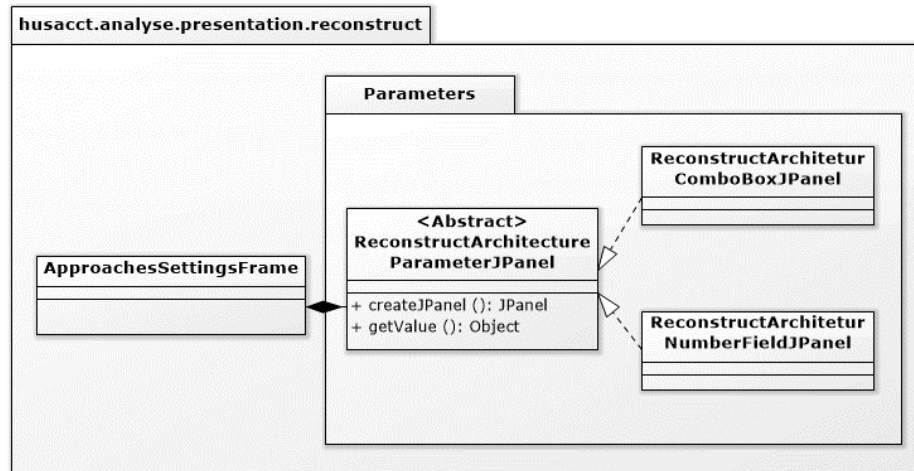 husacct.analyse.presentation.reconstruct
Parameters
ReconstructArchitetur
ComboBoxJPanel
<Abstract>
ReconstructArchitecture
ParameterJPanel
+ createJPanel (): JPanel
+ getValue (): Object
ApproachesSettingsFrame
ReconstructArchitetur
NumberFieldJPanel